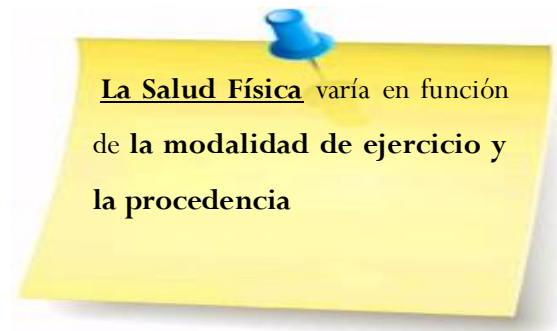 La Salud Física varía en función
de la modalidad de ejercicio y
la procedencia